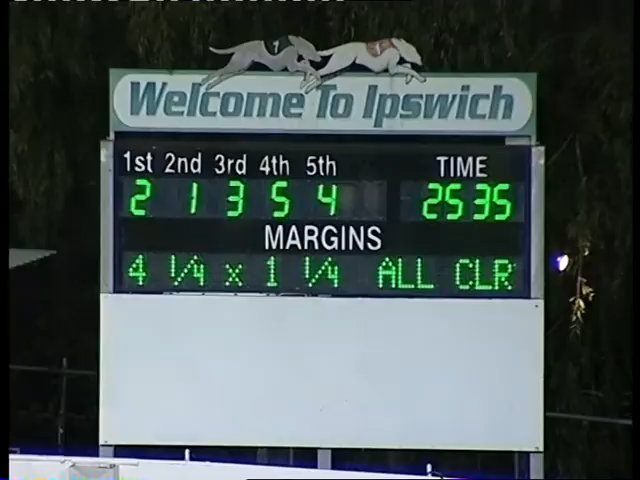 Welcome To Ipswich
1st 2nd 3rd 4th 5th TIME
2 1 3 5 4 2535
MARGINS
4 1/4 x 1 1/4 ALL CLR